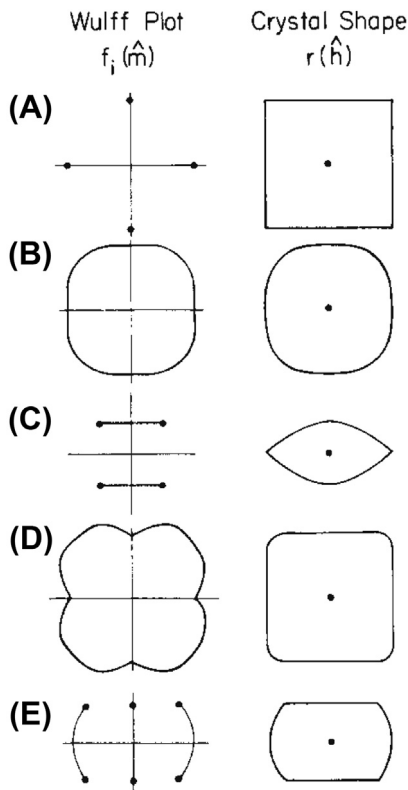 Wulff Plot Crystal Shape
f_i (m̂) r (ĥ)
(A)
(B)
(C)
(D)
(E)